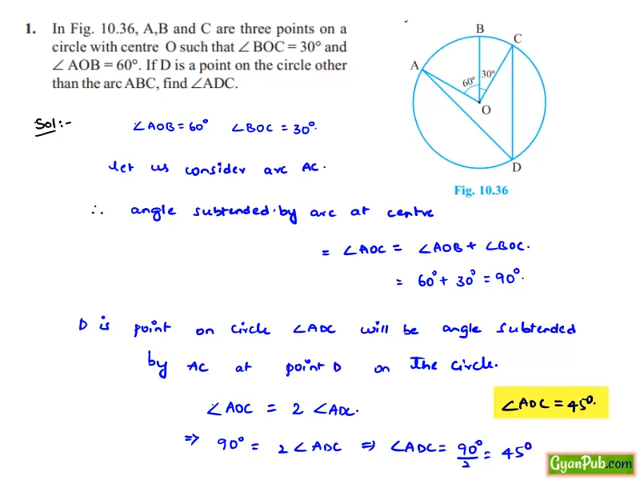 1. In Fig. 10.36, A,B and C are three points on a
circle with centre O such that ∠ BOC = 30° and
∠ AOB = 60°. If D is a point on the circle other
than the arc ABC, find ∠ADC.
A
B
C
60°
30°
O
D
Fig. 10.36
Sol:-
∠AOB = 60° ∠BOC = 30°.
Let us consider arc AC.
∴ angle subtended by arc at centre
= ∠AOC = ∠AOB + ∠BOC.
= 60° + 30° = 90°.
D is point on circle ∠ADC will be angle subtended
by AC at point D on the circle.
∠AOC = 2 ∠ADC.
∠ADC = 45°.
⇒ 90° = 2 ∠ADC ⇒ ∠ADC = 90°/2 = 45°
GyanPub.com